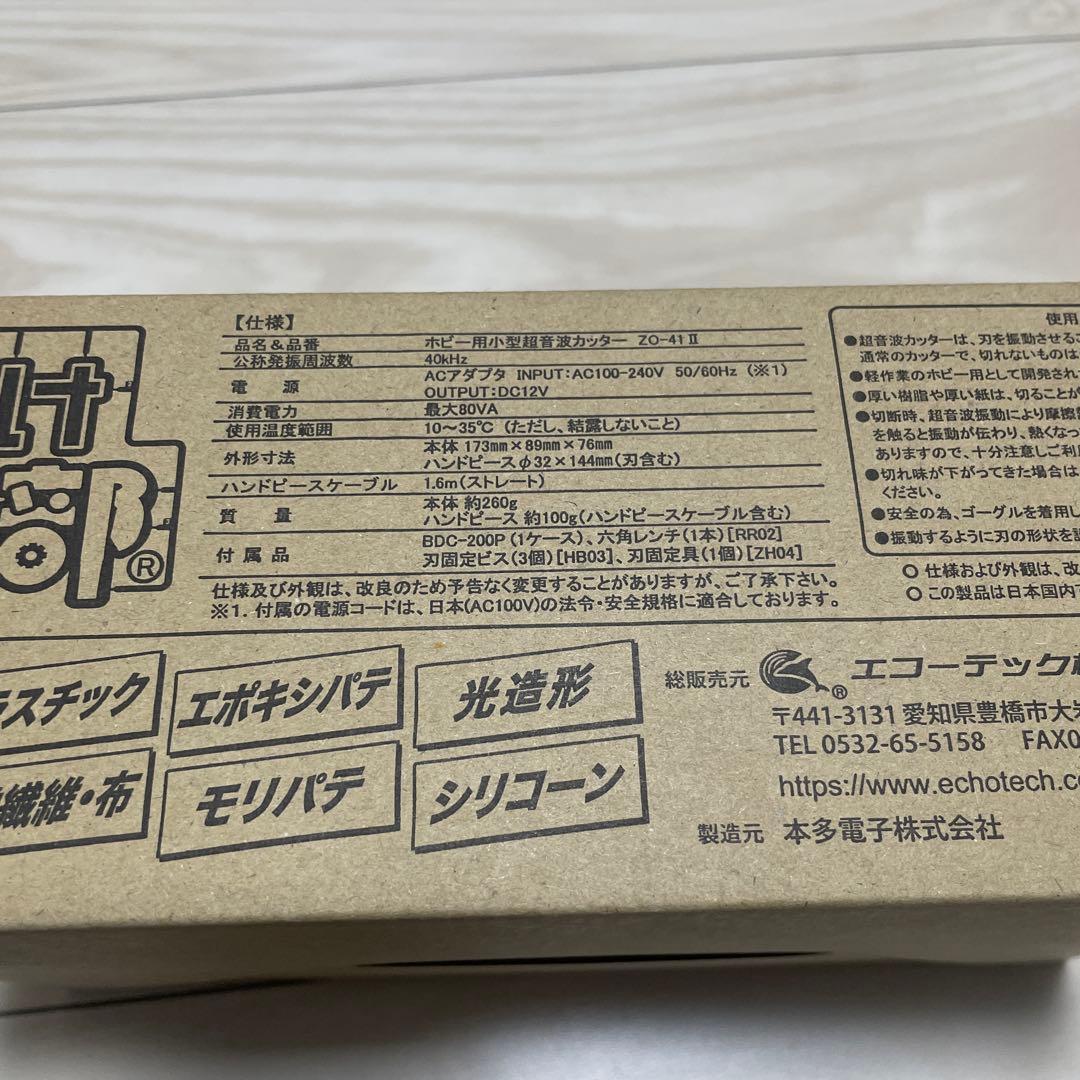 【仕様】
品名&品番 ホビー用小型超音波カッター ZO-41Ⅱ
公称発振周波数 40kHz
電源 ACアダプタ INPUT:AC100-240V 50/60Hz (※1)
OUTPUT:DC12V
消費電力 最大80VA
使用温度範囲 10〜35℃ (ただし、結露しないこと)
外形寸法 本体 173mm×89mm×76mm
ハンドピースφ32×144mm(刃含む)
ハンドピースケーブル 1.6m(ストレート)
質量 本体 約260g
ハンドピース 約100g(ハンドピースケーブル含む)
付属品 BDC-200P(1ケース)、六角レンチ(1本)[RR02]
刃固定ビス(3個)[HB03]、刃固定具(1個)[ZH04]
仕様及び外観は、改良のため予告なく変更することがありますが、ご了承下さい。
※1. 付属の電源コードは、日本(AC100V)の法令・安全規格に適合しております。
使用
●超音波カッターは、刃を振動させるこ
通常のカッターで、切れないものは
●軽作業のホビー用として開発され
●厚い樹脂や厚い紙は、切ることが
●切断時、超音波振動により摩擦
を触ると振動が伝わり、熱くなっ
ありますので、十分注意しご利
●切れ味が下がってきた場合は
ください。
●安全の為、ゴーグルを着用し
●振動するように刃の形状を
○ 仕様および外観は、改
○ この製品は日本国内
け
部®
ラスチック
エポキシパテ
光造形
繊維・布
モリパテ
シリコーン
総販売元 ® エコーテック
〒441-3131 愛知県豊橋市大
TEL 0532-65-5158 FAX0
https://www.echotech.c
製造元 本多電子株式会社